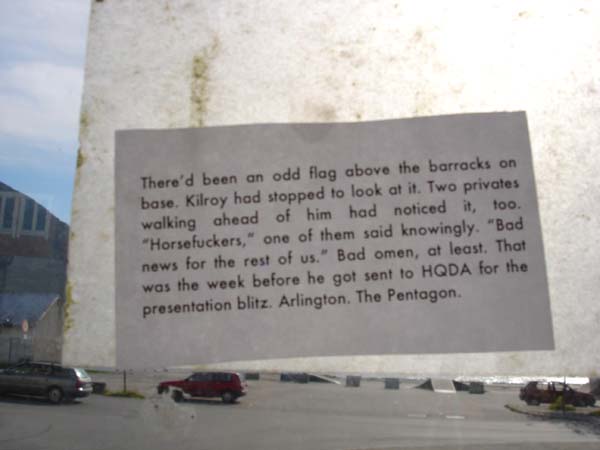 There'd been an odd flag above the barracks on
base. Kilroy had stopped to look at it. Two privates
walking ahead of him had noticed it, too.
"Horsefuckers," one of them said knowingly. "Bad
news for the rest of us." Bad omen, at least. That
was the week before he got sent to HQDA for the
presentation blitz. Arlington. The Pentagon.